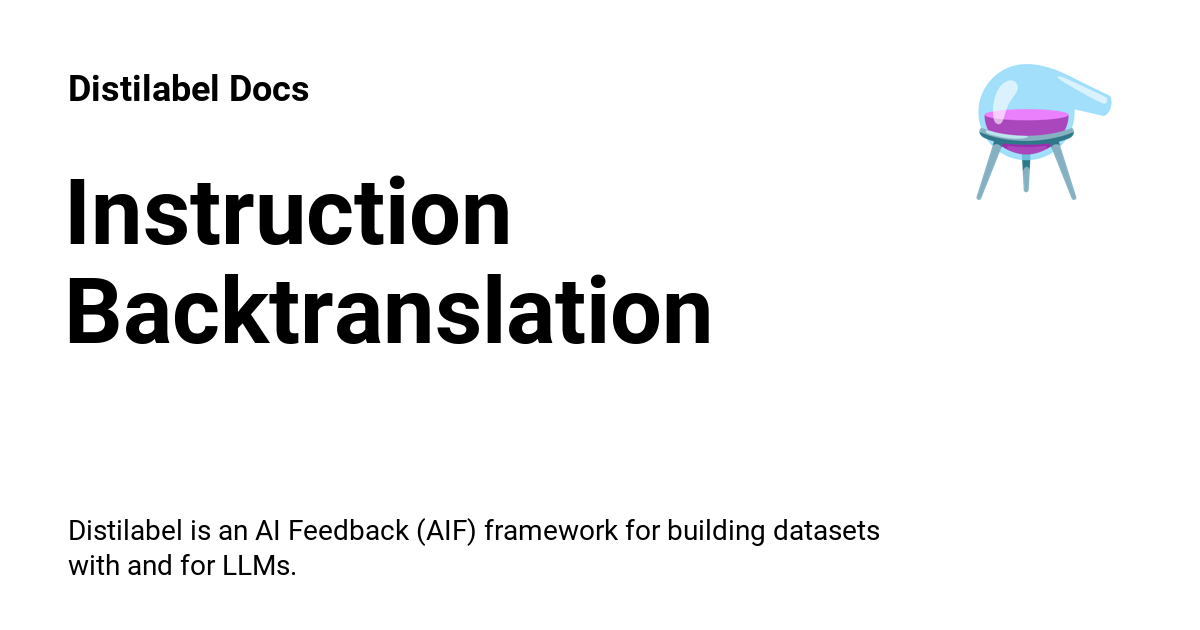 Distilabel Docs
Instruction
Backtranslation
Distilabel is an AI Feedback (AIF) framework for building datasets
with and for LLMs.